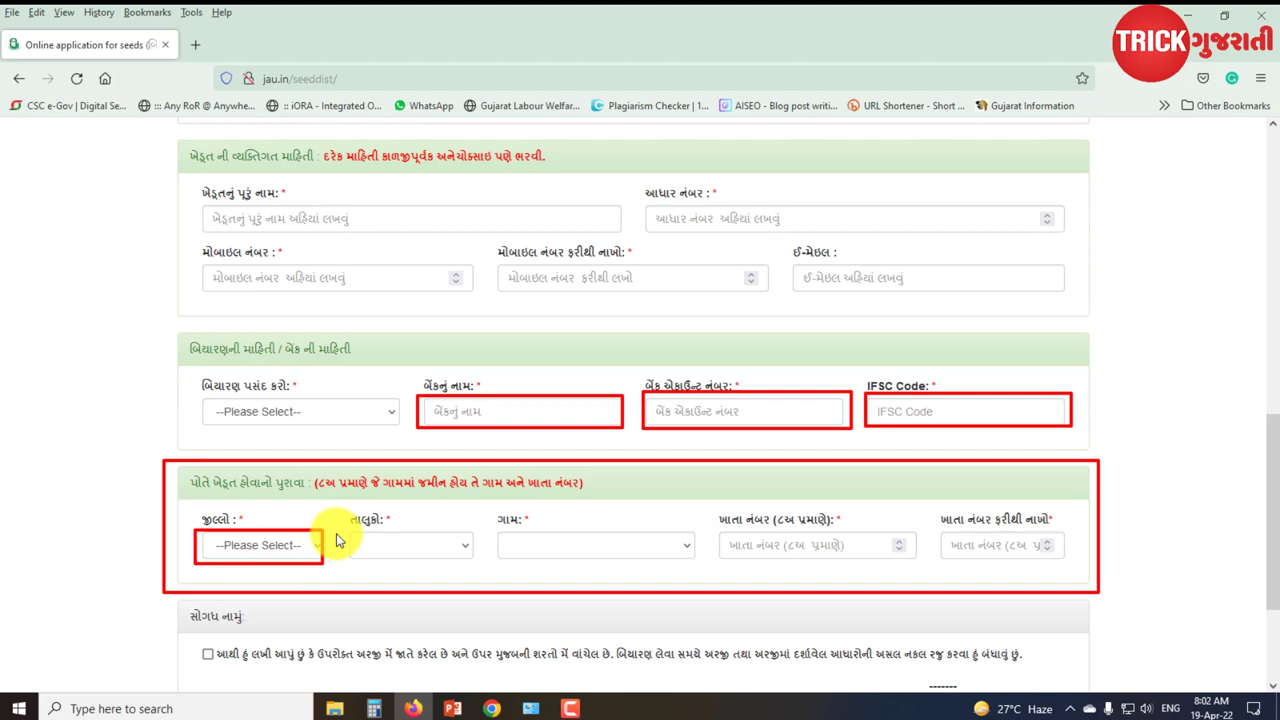 File Edit View History Bookmarks Tools Help
TRICK ગુજરાતી
Online application for seeds (
jau.in/seeddist/
CSC e-Gov | Digital Se... ::: Any RoR @ Anywhe... :: iORA - Integrated O... WhatsApp Gujarat Labour Welfar... Plagiarism Checker | 1... AISEO - Blog post writi... URL Shortener - Short ... Gujarat Information Other Bookmarks
ખેડૂત ની વ્યક્તિગત માહિતી : દરેક માહિતી કાળજીપૂર્વક અનેચોક્સાઇ પણે ભરવી.
ખેડૂતનું પૂરું નામ: * આધાર નંબર : *
ખેડૂતનું પૂરું નામ અહિયાં લખવું આધાર નંબર અહિયાં લખવું
મોબાઇલ નંબર : * મોબાઇલ નંબર ફરીથી નાખો: * ઈ-મેઇલ :
મોબાઇલ નંબર અહિયાં લખવું મોબાઇલ નંબર ફરીથી લખો ઈ-મેઇલ અહિયાં લખવું
બિયારણની માહિતી / બેંક ની માહિતી
બિયારણ પસંદ કરો: * બેંકનું નામ: * બેંક એકાઉન્ટ નંબર: * IFSC Code: *
--Please Select-- બેંકનું નામ બેંક એકાઉન્ટ નંબર IFSC Code
પોતે ખેડૂત હોવાનો પુરાવા : (૮અ પ્રમાણે જે ગામમાં જમીન હોય તે ગામ અને ખાતા નંબર)
જીલ્લો : * તાલુકો: * ગામ: * ખાતા નંબર (૮અ પ્રમાણે): * ખાતા નંબર ફરીથી નાખો*
--Please Select-- ખાતા નંબર (૮અ પ્રમાણે) ખાતા નંબર (૮અ
સોગધ નામું:
આથી હું લખી આપું છું કે ઉપરોક્ત અરજી મેં જાતે કરેલ છે અને ઉપર મુજબની શરતો મેં વાંચેલ છે. બિયારણ લેવા સમયે અરજી તથા અરજીમાં દર્શાવેલ આધારોની અસલ નકલ રજુ કરવા હું બંધાવું છું.
-------
Type here to search 27°C Haze ENG 8:02 AM
19-Apr-22